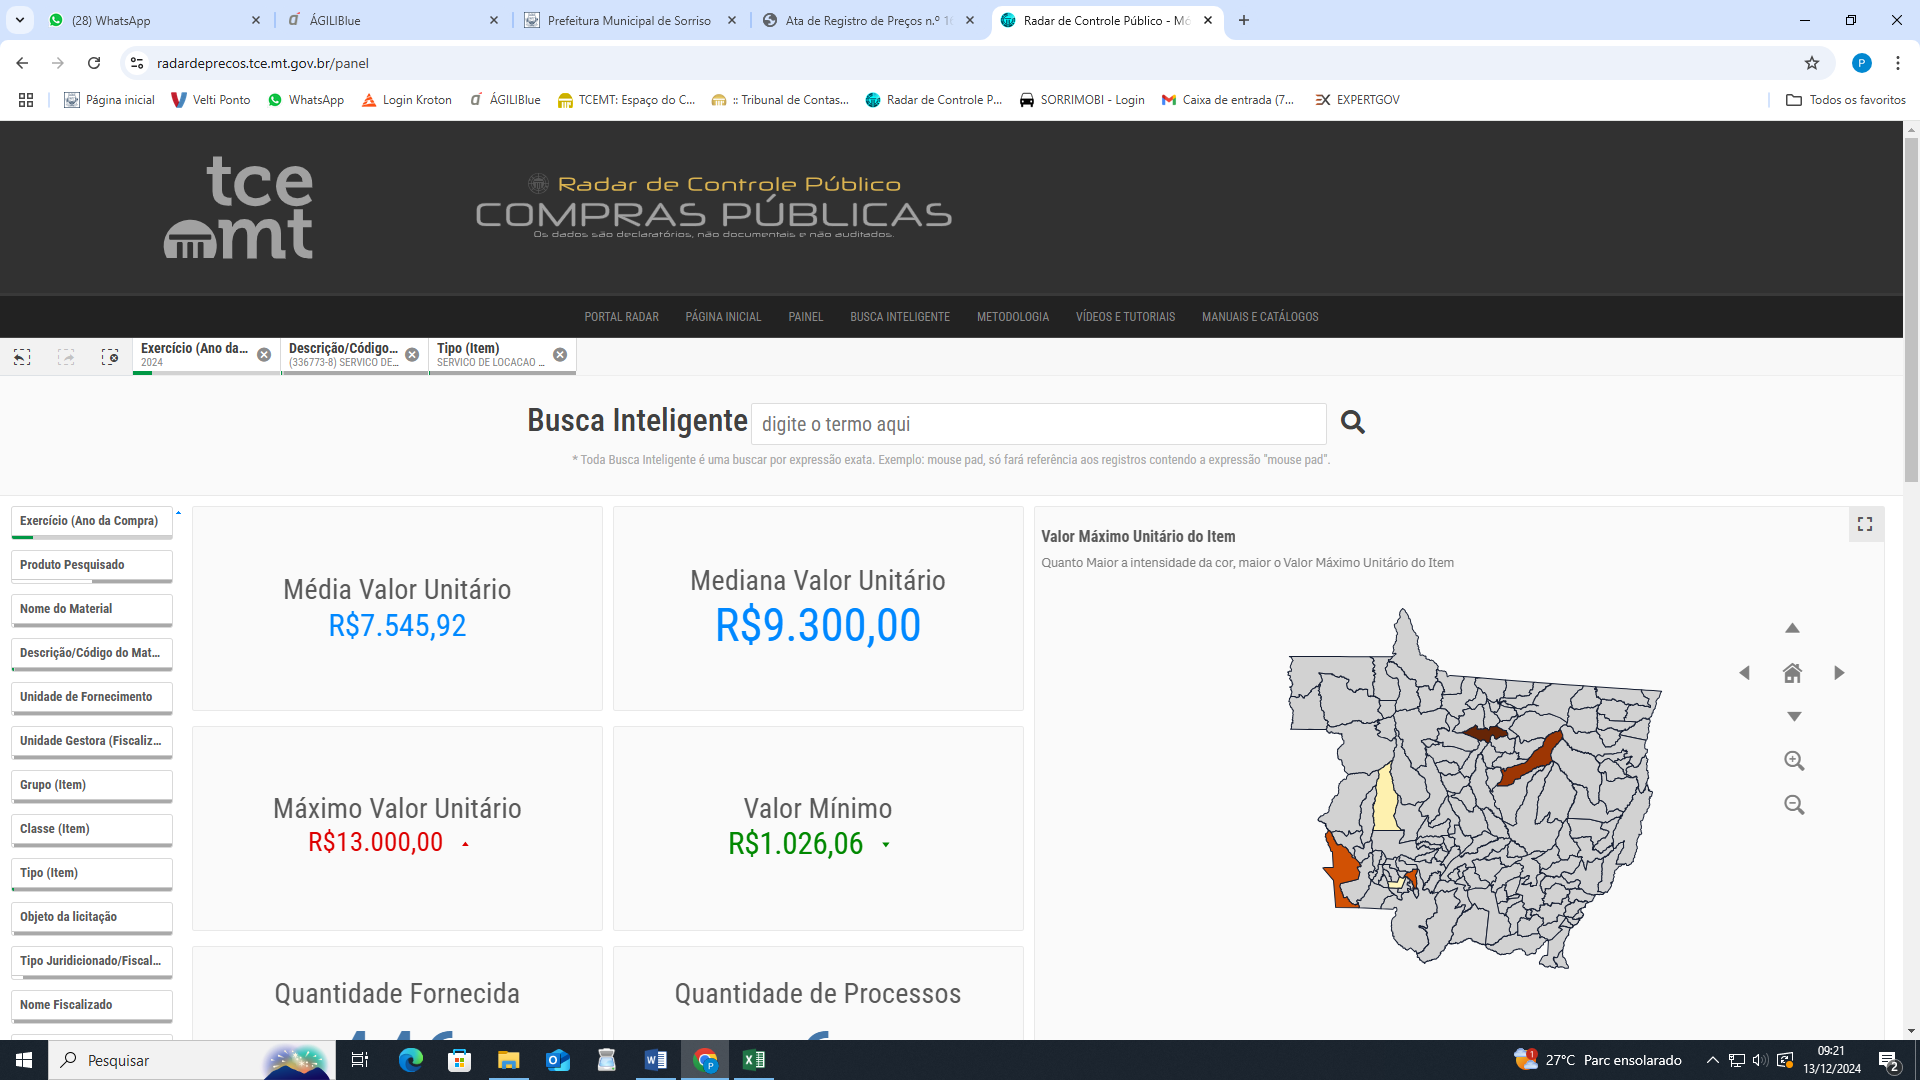 (28) WhatsApp
ÁGILIBlue
Prefeitura Municipal de Sorriso
Ata de Registro de Preços n.º 1
Radar de Controle Público - Mó
radardeprecos.tce.mt.gov.br/panel
P
Página inicial
Velti Ponto
WhatsApp
Login Kroton
ÁGILIBlue
TCEMT: Espaço do C...
:: Tribunal de Contas...
Radar de Controle P...
SORRIMOBI - Login
Caixa de entrada (7...
EXPERTGOV
Todos os favoritos
tce
mt
Radar de Controle Público
COMPRAS PÚBLICAS
Os dados são declaratórios, não documentais e não auditados.
PORTAL RADAR
PÁGINA INICIAL
PAINEL
BUSCA INTELIGENTE
METODOLOGIA
VÍDEOS E TUTORIAIS
MANUAIS E CATÁLOGOS
Exercício (Ano da...
2024
Descrição/Código...
(336773-8) SERVICO DE...
Tipo (Item)
SERVICO DE LOCACAO ...
Busca Inteligente
digite o termo aqui
* Toda Busca Inteligente é uma buscar por expressão exata. Exemplo: mouse pad, só fará referência aos registros contendo a expressão "mouse pad".
Exercício (Ano da Compra)
Produto Pesquisado
Nome do Material
Descrição/Código do Mat...
Unidade de Fornecimento
Unidade Gestora (Fiscaliz...
Grupo (Item)
Classe (Item)
Tipo (Item)
Objeto da licitação
Tipo Juridicionado/Fiscal...
Nome Fiscalizado
Média Valor Unitário
R$7.545,92
Mediana Valor Unitário
R$9.300,00
Máximo Valor Unitário
R$13.000,00
Valor Mínimo
R$1.026,06
Quantidade Fornecida
Quantidade de Processos
Valor Máximo Unitário do Item
Quanto Maior a intensidade da cor, maior o Valor Máximo Unitário do Item
Pesquisar
27°C Parc ensolarado
09:21
13/12/2024
2